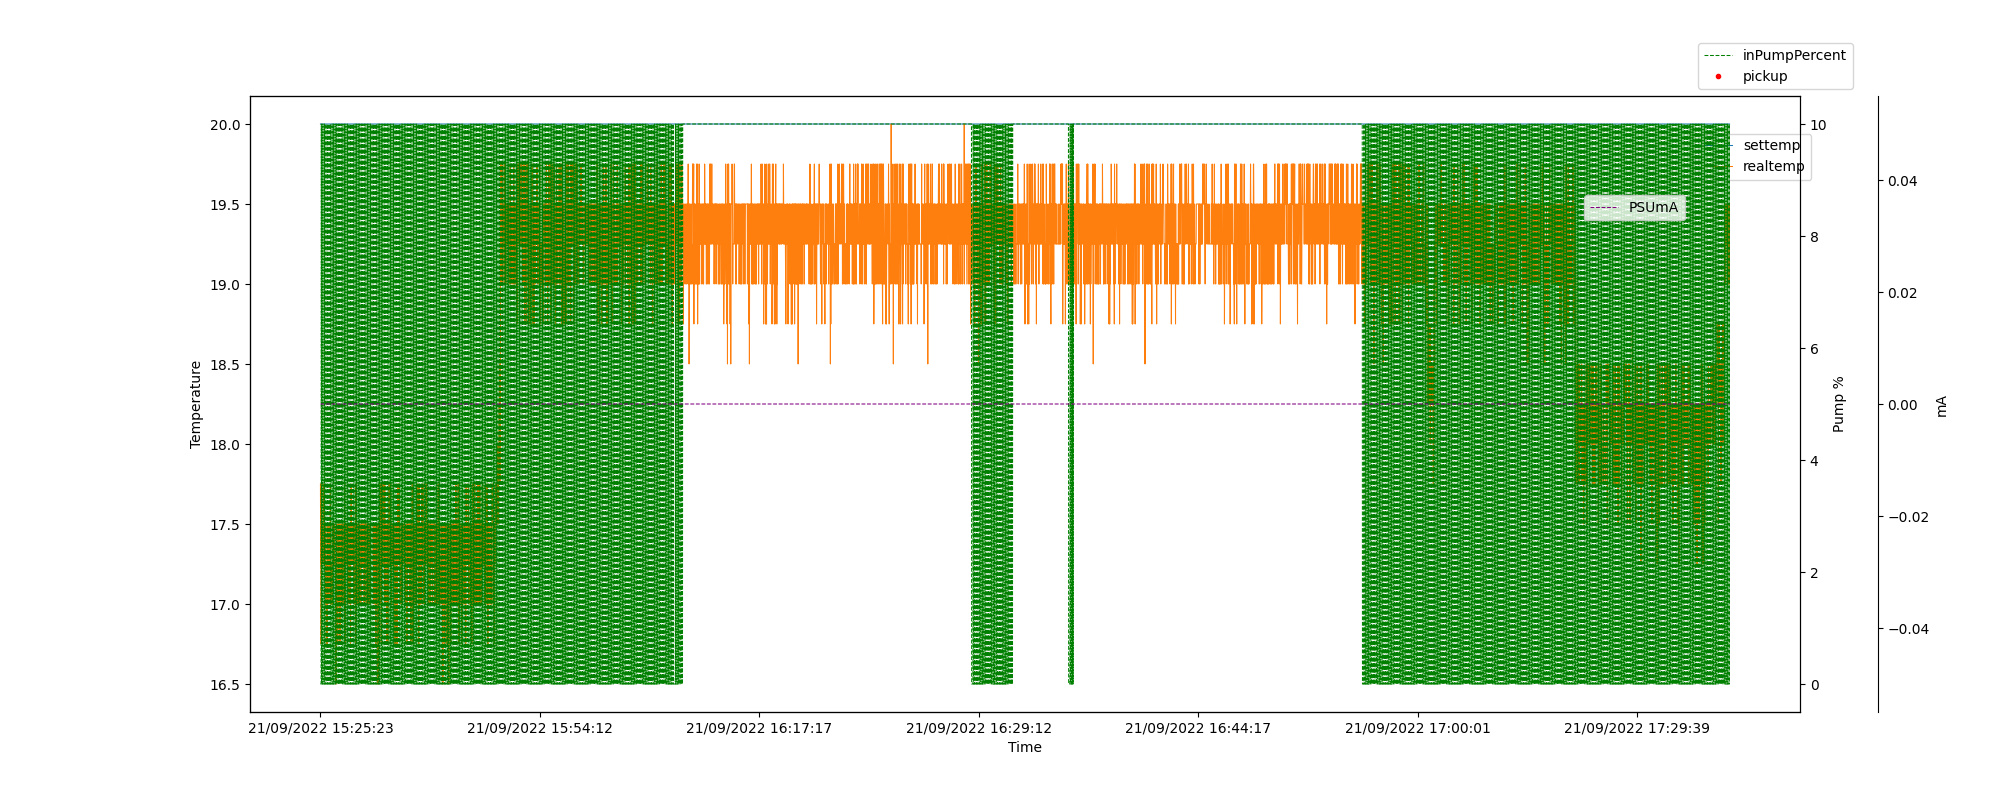 inPumpPercent
pickup
settemp
realtemp
PSUmA
20.0
19.5
19.0
18.5
18.0
17.5
17.0
16.5
Temperature
10
8
6
4
2
0
Pump %
0.04
0.02
0.00
−0.02
−0.04
mA
21/09/2022 15:25:23
21/09/2022 15:54:12
21/09/2022 16:17:17
21/09/2022 16:29:12
21/09/2022 16:44:17
21/09/2022 17:00:01
21/09/2022 17:29:39
Time